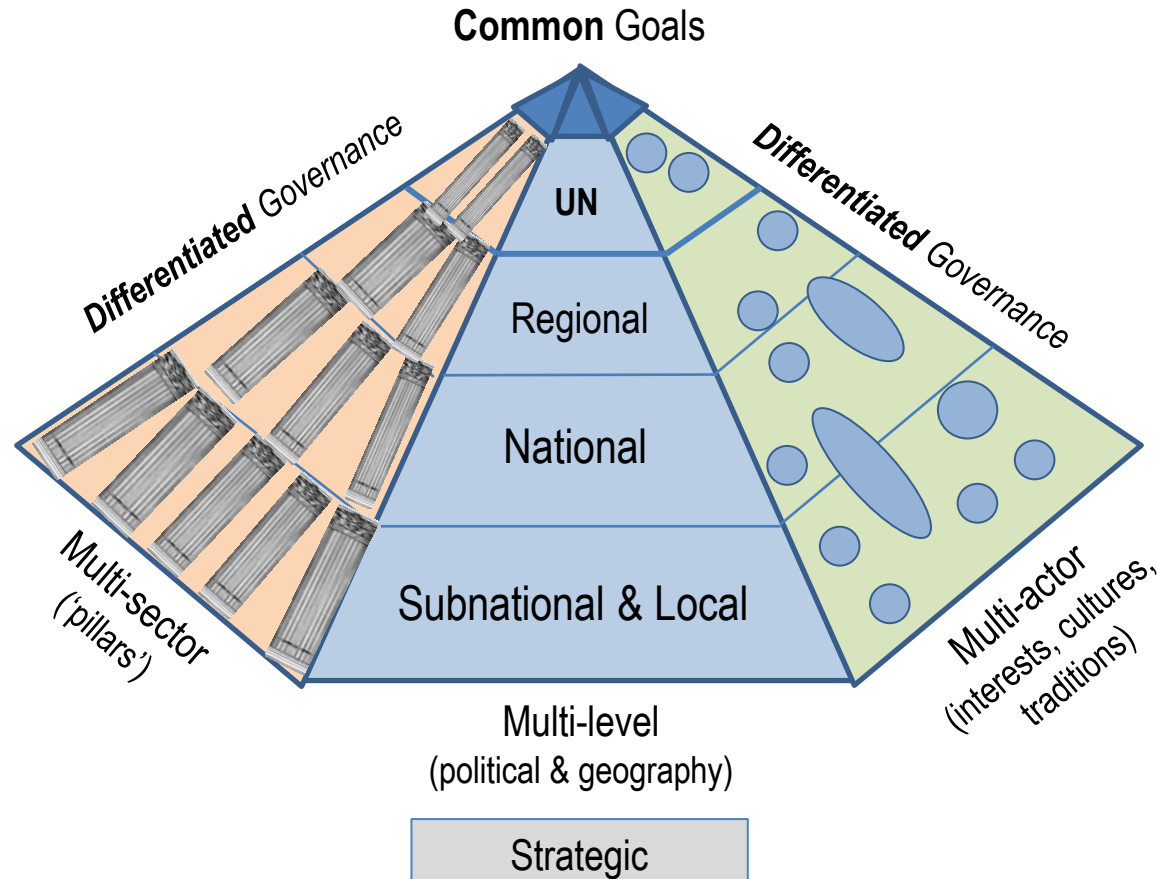 Common Goals
Differentiated Governance
Differentiated Governance
UN
Regional
National
Subnational & Local
Multi-sector
('pillars')
Multi-actor
(interests, cultures,
traditions)
Multi-level
(political & geography)
Strategic